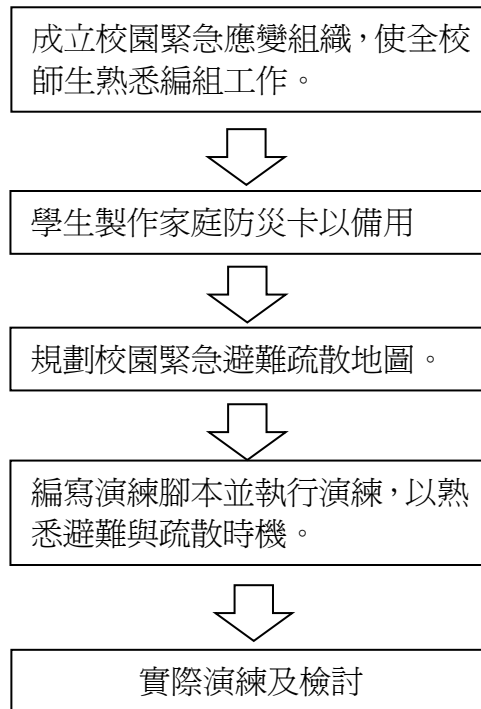 成立校園緊急應變組織，使全校
師生熟悉編組工作。
學生製作家庭防災卡以備用
規劃校園緊急避難疏散地圖。
編寫演練腳本並執行演練，以熟
悉避難與疏散時機。
實際演練及檢討